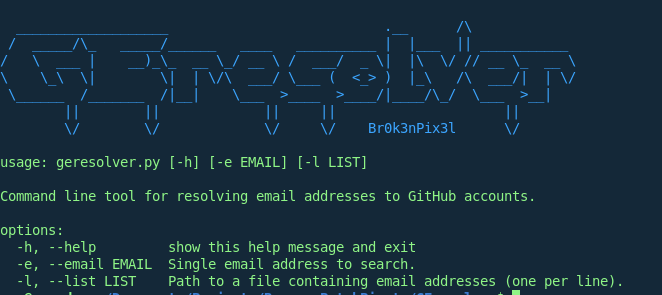 GEresolver
Br0k3nPix3l
usage: geresolver.py [-h] [-e EMAIL] [-l LIST]
Command line tool for resolving email addresses to GitHub accounts.
options:
-h, --help show this help message and exit
-e, --email EMAIL Single email address to search.
-l, --list LIST Path to a file containing email addresses (one per line).